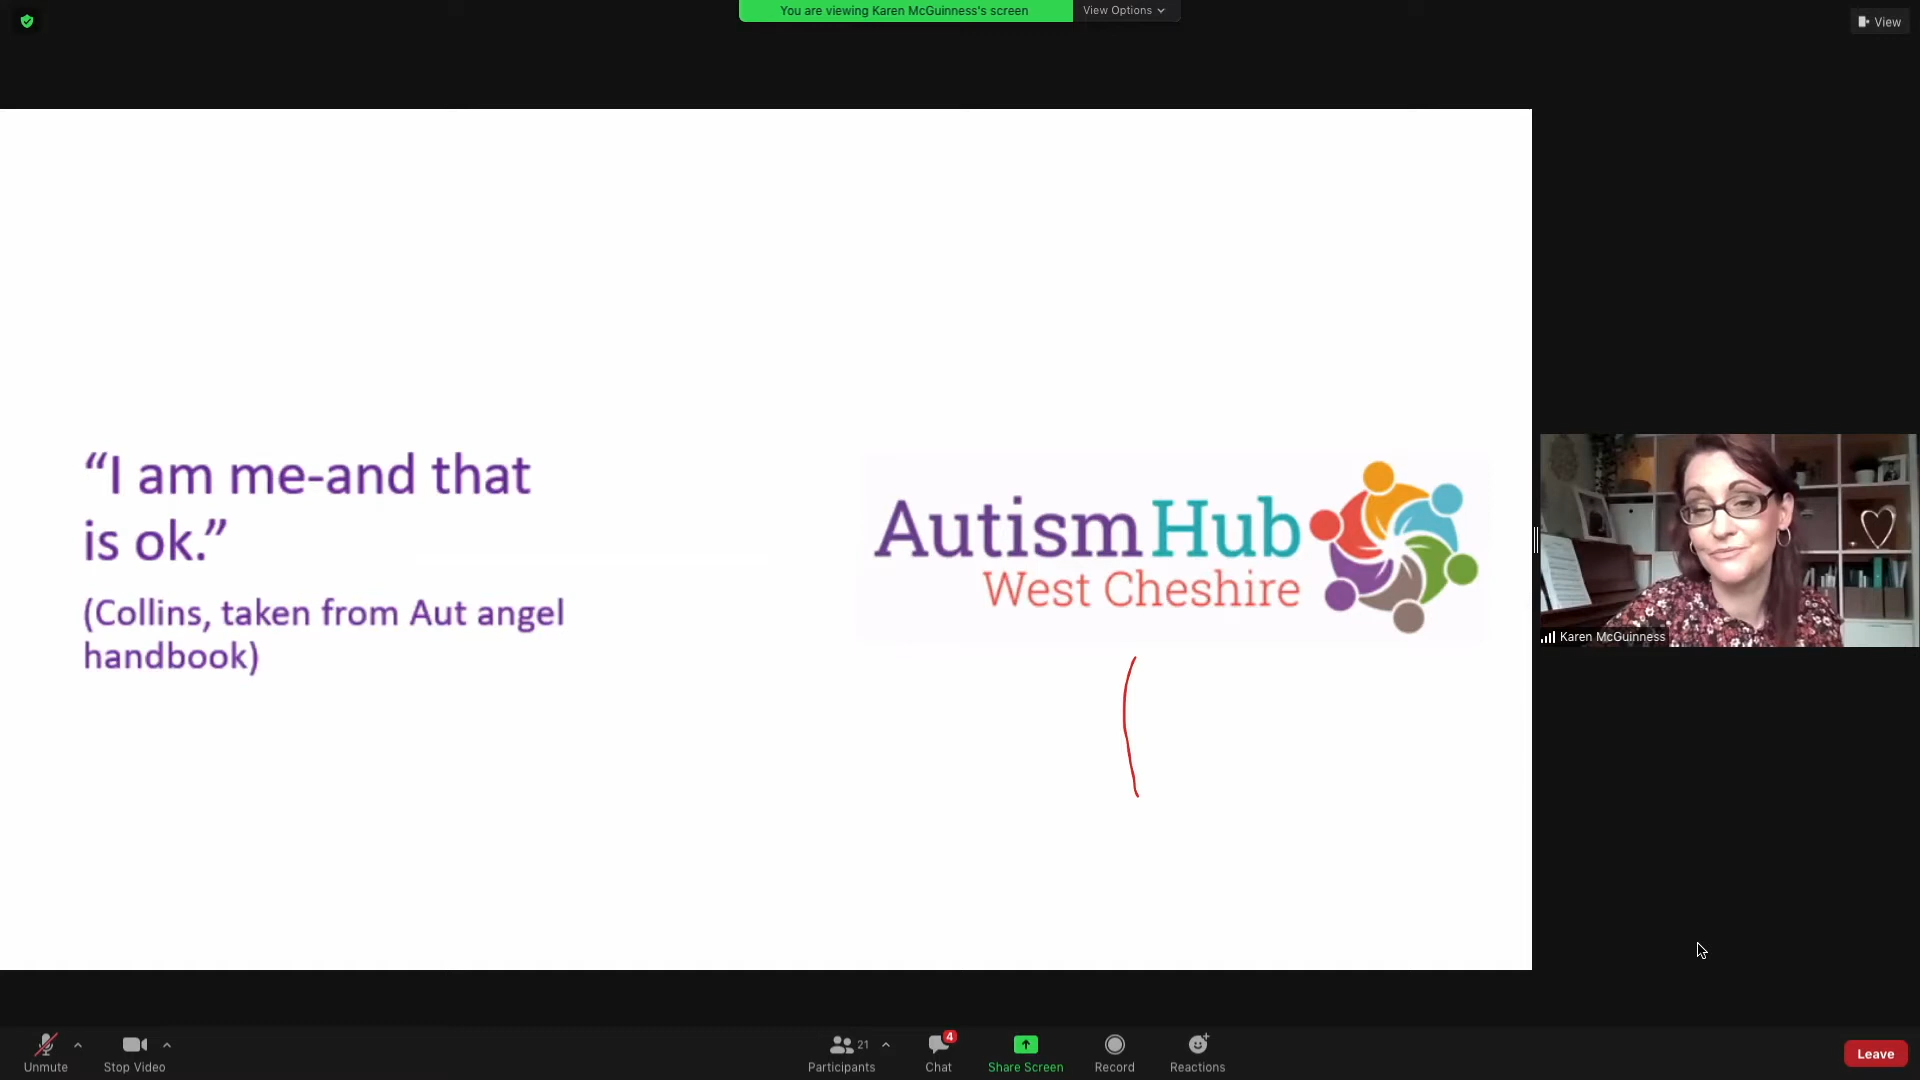 You are viewing Karen McGuinness's screen
View Options
View
“I am me-and that
is ok.”
(Collins, taken from Aut angel
handbook)
Autism Hub
West Cheshire
Karen McGuinness
Unmute
Stop Video
21
Participants
4
Chat
Share Screen
Record
Reactions
Leave